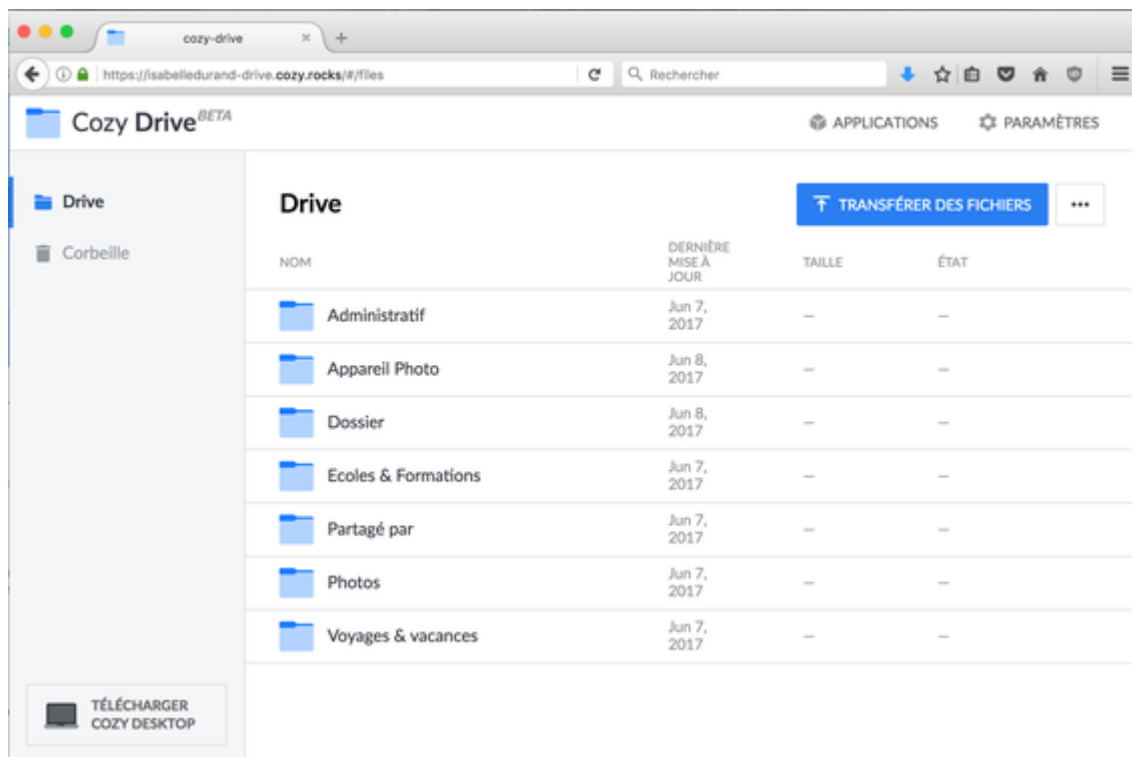 cozy-drive
https://isabelledurand-drive.cozy.rocks/#/files
Rechercher
Cozy Drive BETA
APPLICATIONS
PARAMÈTRES
Drive
Corbeille
Drive
TRANSFÉRER DES FICHIERS
NOM
DERNIÈRE
MISE À
JOUR
TAILLE
ÉTAT
Administratif
Jun 7,
2017
—
—
Appareil Photo
Jun 8,
2017
—
—
Dossier
Jun 8,
2017
—
—
Ecoles & Formations
Jun 7,
2017
—
—
Partagé par
Jun 7,
2017
—
—
Photos
Jun 7,
2017
—
—
Voyages & vacances
Jun 7,
2017
—
—
TÉLÉCHARGER
COZY DESKTOP